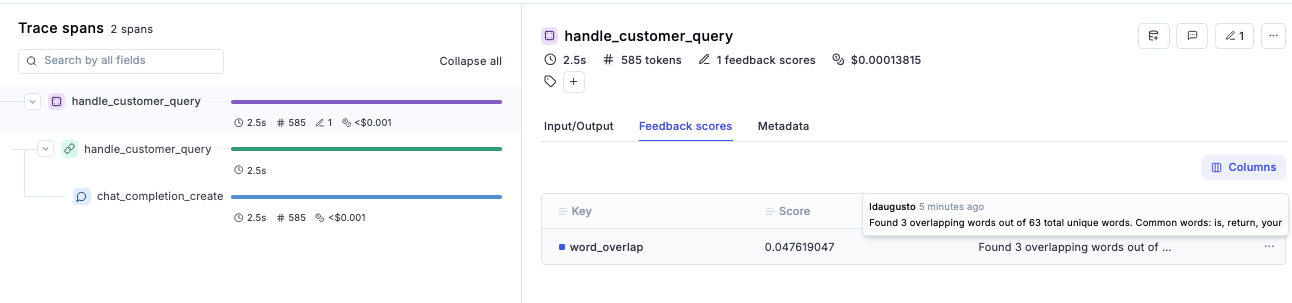 Trace spans 2 spans
Search by all fields
Collapse all
handle_customer_query
2.5s # 585 1 <$0.001
handle_customer_query
2.5s
chat_completion_create
2.5s # 585 <$0.001
handle_customer_query
1
...
2.5s # 585 tokens 1 feedback scores $0.00013815
+
Input/Output Feedback scores Metadata
Columns
Key Score
ldaugusto 5 minutes ago
Found 3 overlapping words out of 63 total unique words. Common words: is, return, your
word_overlap 0.047619047 Found 3 overlapping words out of ... ...